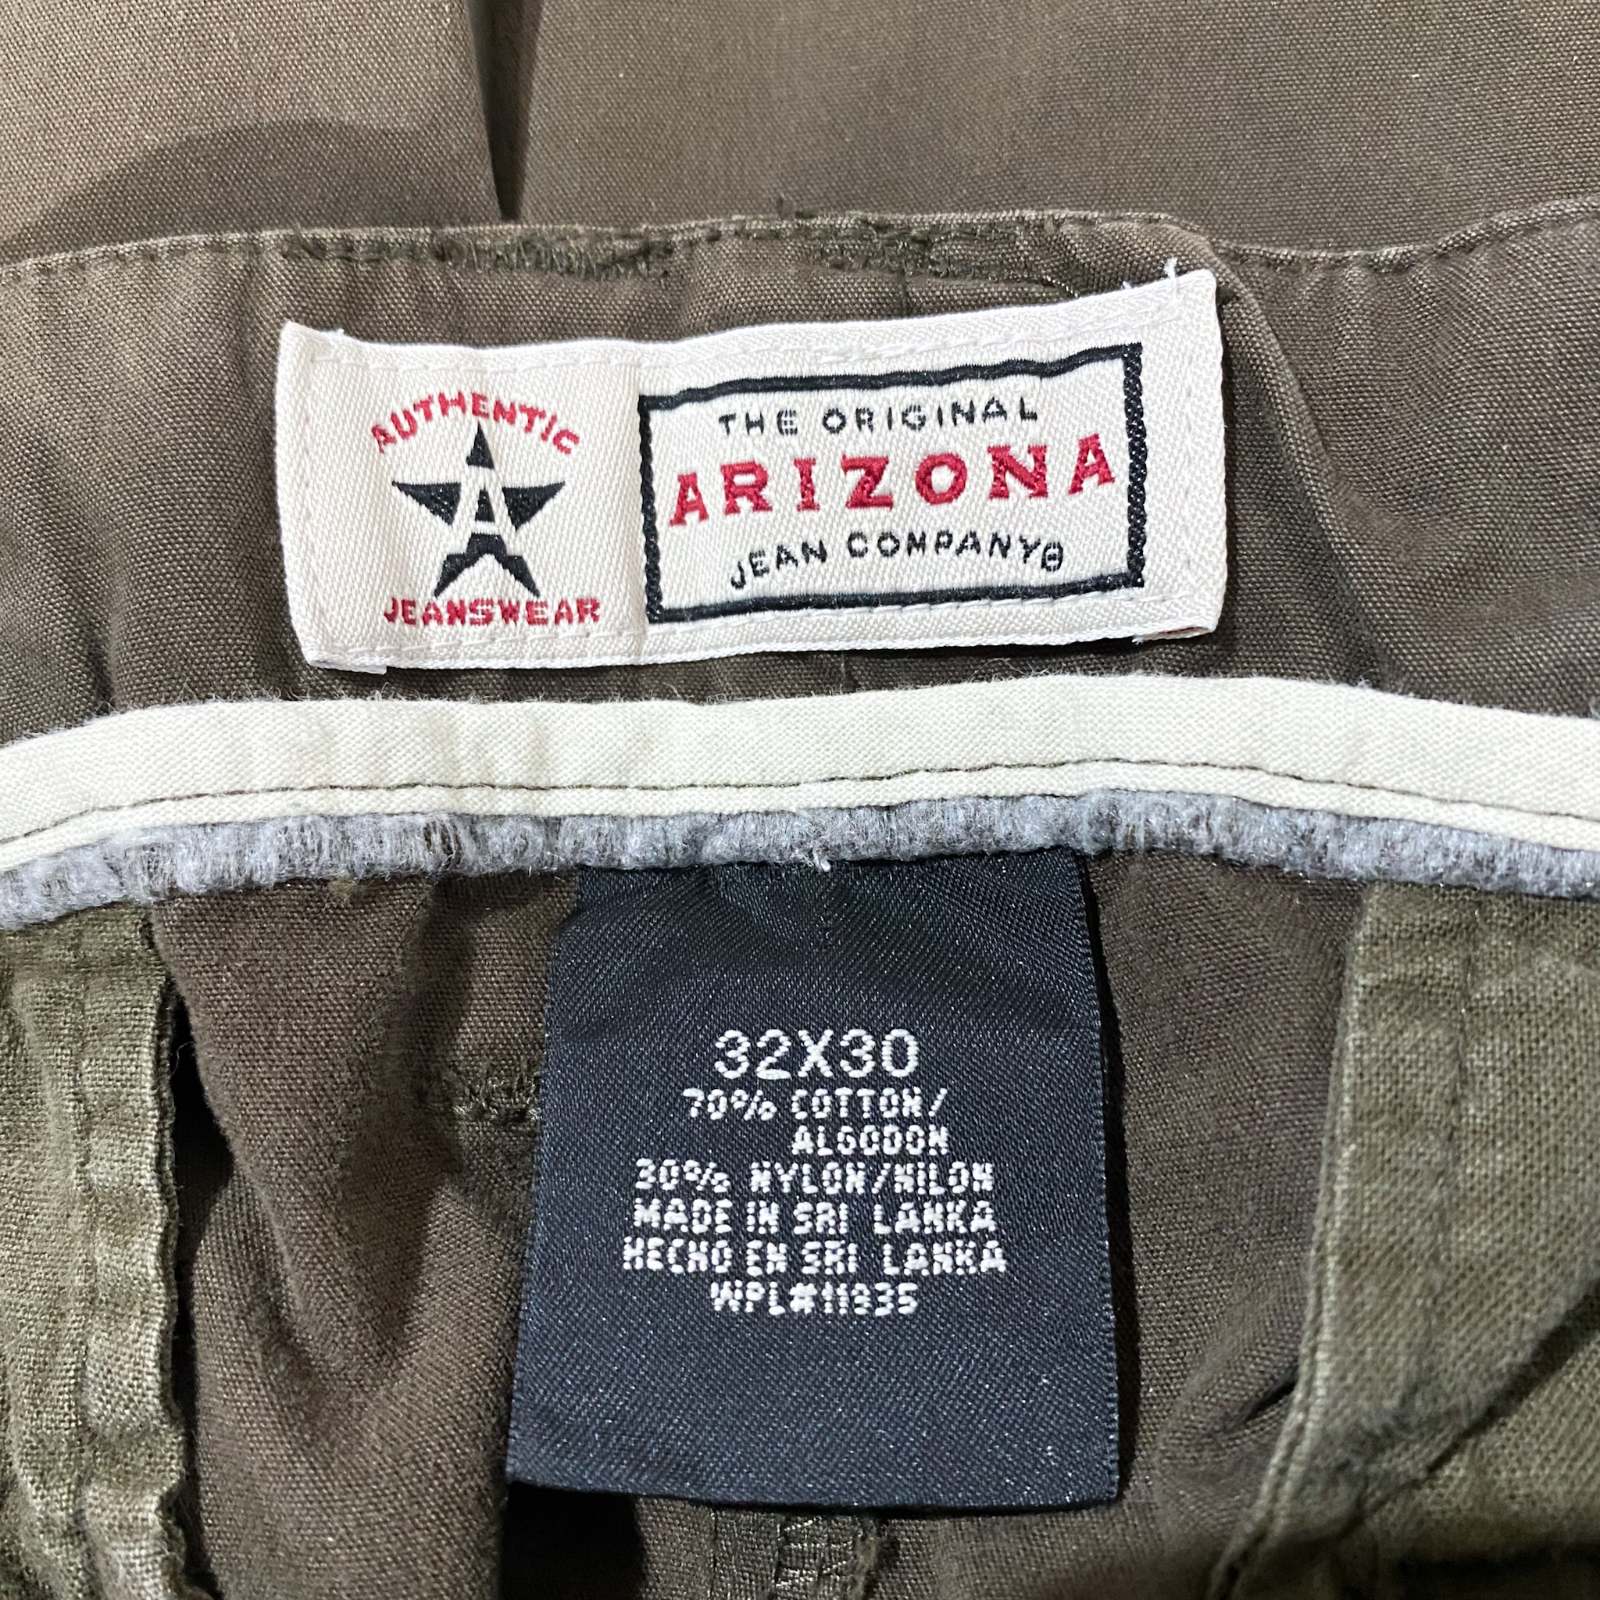 AUTHENTIC
A
JEANSWEAR
THE ORIGINAL
ARIZONA
JEAN COMPANY®
32X30
70% COTTON/
ALGODON
30% NYLON/NILON
MADE IN SRI LANKA
HECHO EN SRI LANKA
WPL#11835